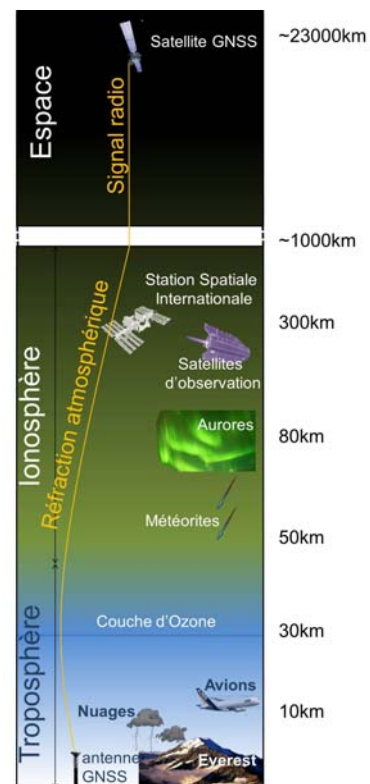 Satellite GNSS
~23000km
Espace
Signal radio
~1000km
Station Spatiale
Internationale
300km
Satellites
d'observation
Réfraction atmosphérique
Ionosphère
Aurores
80km
Météorites
50km
Couche d'Ozone
30km
Troposphère
Avions
Nuages
10km
antenne
GNSS
Everest